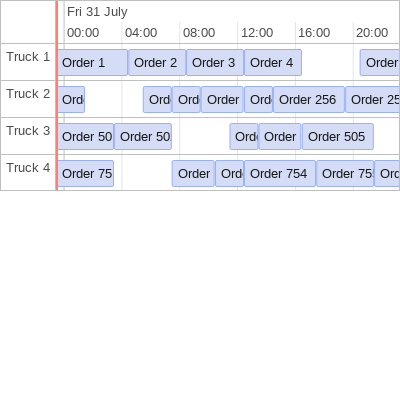 Fri 31 July
00:00 04:00 08:00 12:00 16:00 20:00
Truck 1 Order 1 Order 2 Order 3 Order 4 Order
Truck 2 Ord Ord Ord Order Ord Order 256 Order 25
Truck 3 Order 50 Order 50 Ord Order Order 505
Truck 4 Order 75 Order Ord Order 754 Order 75 Ord